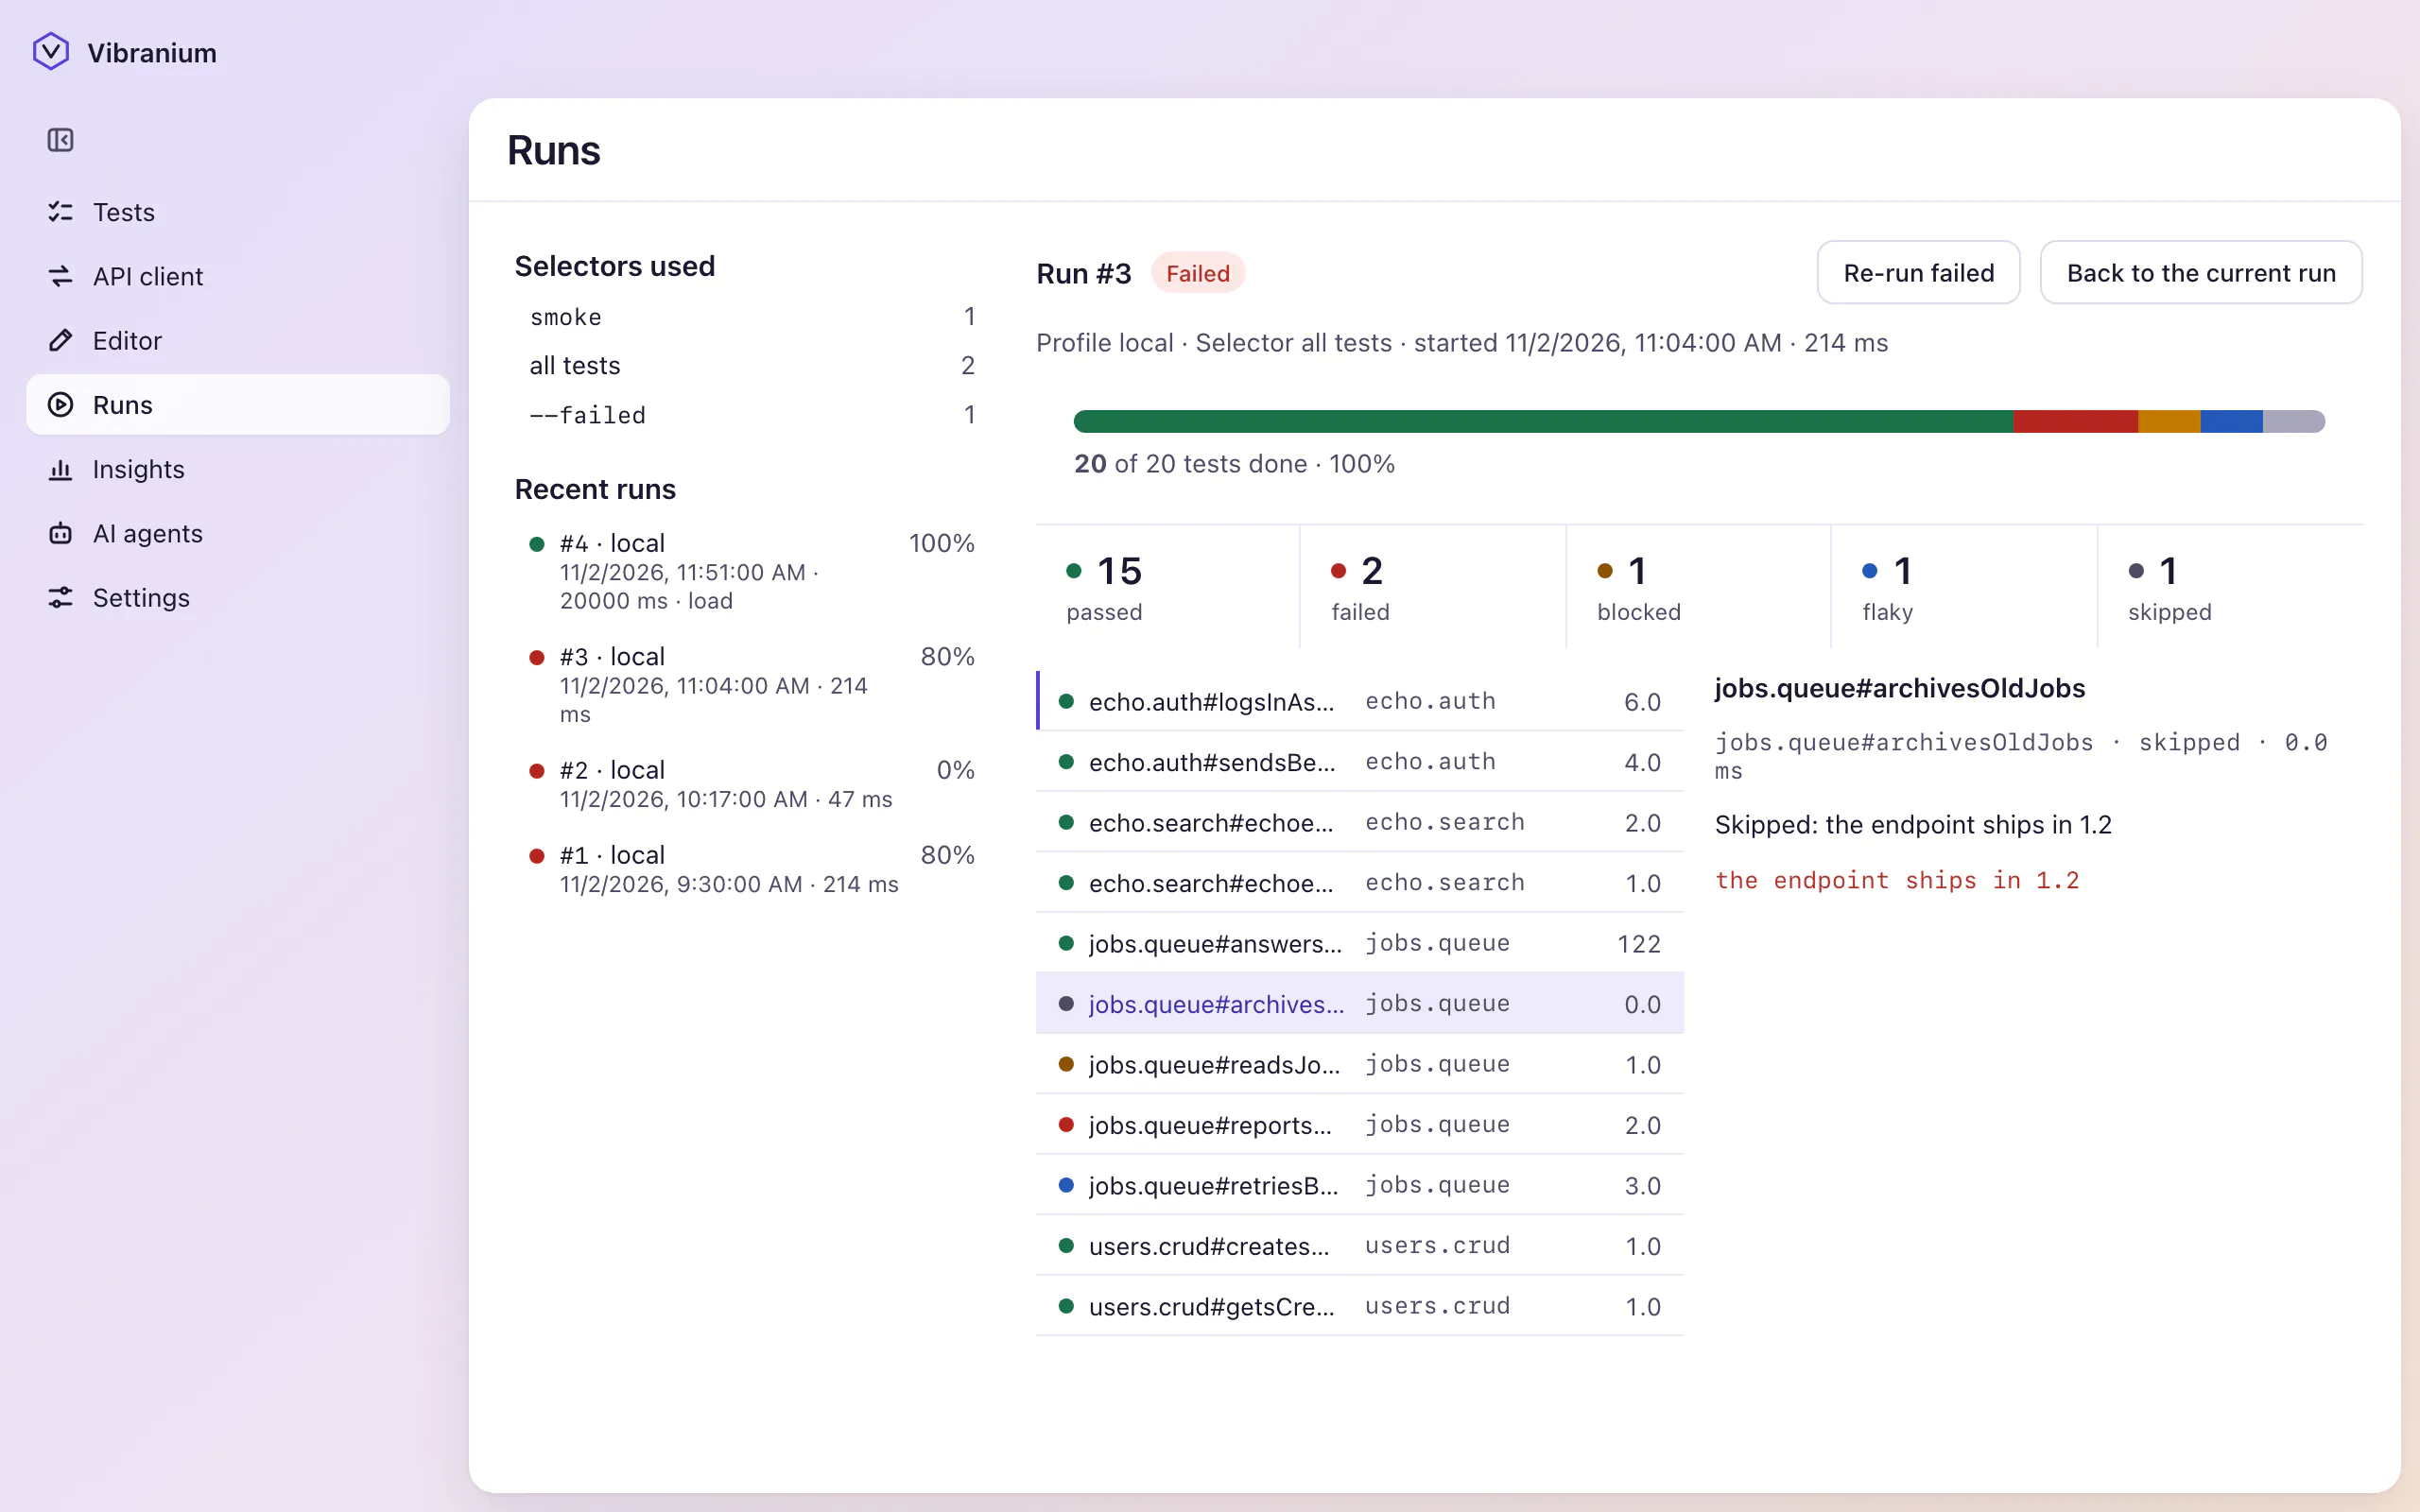 Vibranium
Tests
API client
Editor
Runs
Insights
AI agents
Settings
Runs
Selectors used
smoke 1
all tests 2
--failed 1
Recent runs
#4 · local 100%
11/2/2026, 11:51:00 AM ·
20000 ms · load
#3 · local 80%
11/2/2026, 11:04:00 AM · 214
ms
#2 · local 0%
11/2/2026, 10:17:00 AM · 47 ms
#1 · local 80%
11/2/2026, 9:30:00 AM · 214 ms
Run #3 Failed Re-run failed Back to the current run
Profile local · Selector all tests · started 11/2/2026, 11:04:00 AM · 214 ms
20 of 20 tests done · 100%
15 2 1 1 1
passed failed blocked flaky skipped
echo.auth#logsInAs... echo.auth 6.0
echo.auth#sendsBe... echo.auth 4.0
echo.search#echoe... echo.search 2.0
echo.search#echoe... echo.search 1.0
jobs.queue#answers... jobs.queue 122
jobs.queue#archives... jobs.queue 0.0
jobs.queue#readsJo... jobs.queue 1.0
jobs.queue#reports... jobs.queue 2.0
jobs.queue#retriesB... jobs.queue 3.0
users.crud#creates... users.crud 1.0
users.crud#getsCre... users.crud 1.0
jobs.queue#archivesOldJobs
jobs.queue#archivesOldJobs · skipped · 0.0
ms
Skipped: the endpoint ships in 1.2
the endpoint ships in 1.2